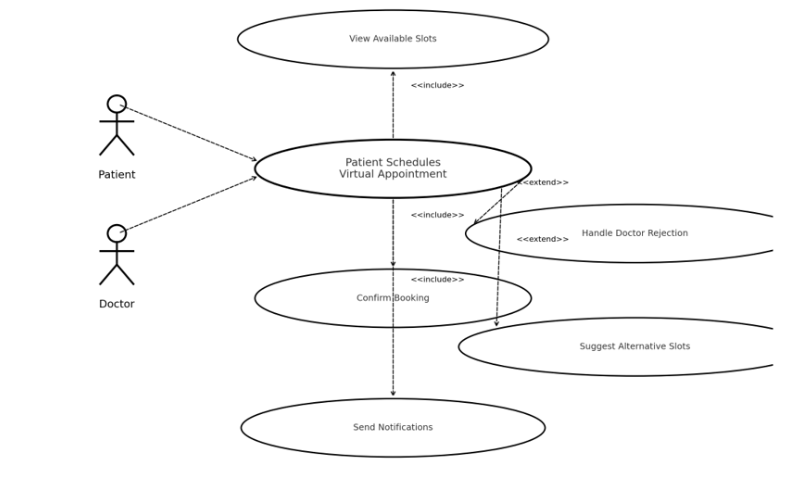 View Available Slots
<<include>>
Patient
Patient Schedules
Virtual Appointment
<<extend>>
<<include>>
Handle Doctor Rejection
<<extend>>
Doctor
<<include>>
Confirm Booking
Suggest Alternative Slots
Send Notifications